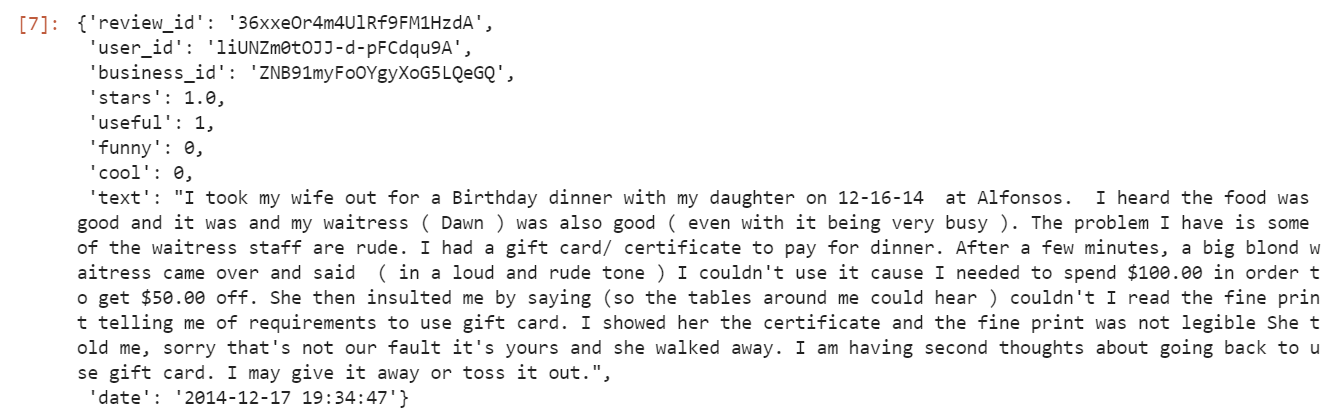 [7]: {'review_id': '36xxeOr4m4UlRf9FM1HzdA',
'user_id': 'liUNZm0tOJJ-d-pFCdqu9A',
'business_id': 'ZNB91myFoOYgyXoG5LQeGQ',
'stars': 1.0,
'useful': 1,
'funny': 0,
'cool': 0,
'text': "I took my wife out for a Birthday dinner with my daughter on 12-16-14  at Alfonsos.  I heard the food was
good and it was and my waitress ( Dawn ) was also good ( even with it being very busy ). The problem I have is some
of the waitress staff are rude. I had a gift card/ certificate to pay for dinner. After a few minutes, a big blond w
aitress came over and said  ( in a loud and rude tone ) I couldn't use it cause I needed to spend $100.00 in order t
o get $50.00 off. She then insulted me by saying (so the tables around me could hear ) couldn't I read the fine prin
t telling me of requirements to use gift card. I showed her the certificate and the fine print was not legible She t
old me, sorry that's not our fault it's yours and she walked away. I am having second thoughts about going back to u
se gift card. I may give it away or toss it out.",
'date': '2014-12-17 19:34:47'}